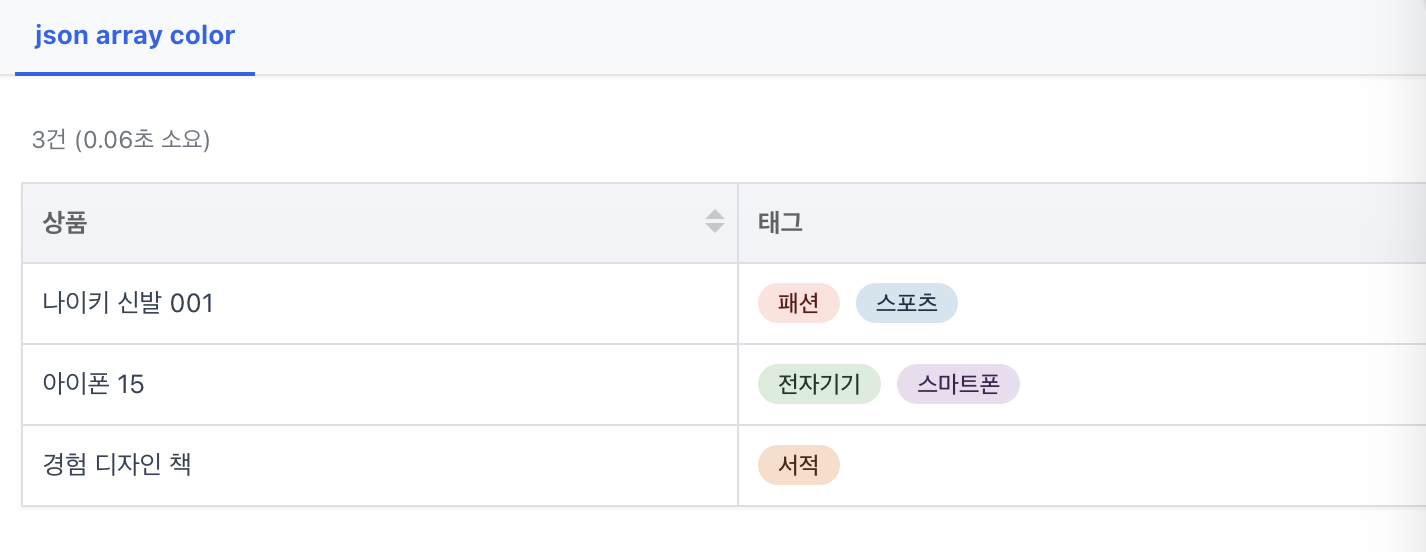 json array color
3건 (0.06초 소요)
상품 태그
나이키 신발 001 패션 스포츠
아이폰 15 전자기기 스마트폰
경험 디자인 책 서적